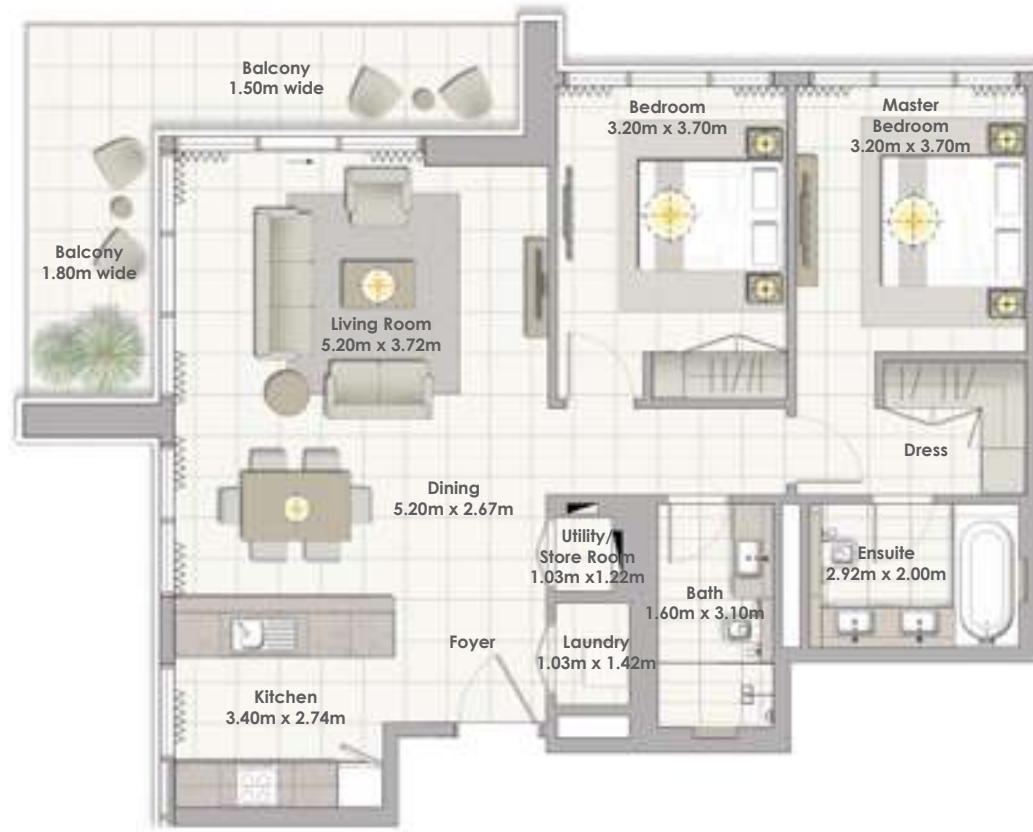 Balcony
1.50m wide
Bedroom
3.20m x 3.70m
Master
Bedroom
3.20m x 3.70m
Balcony
1.80m wide
Living Room
5.20m x 3.72m
Dress
Dining
5.20m x 2.67m
Utility/
Store Room
1.03m x1.22m
Ensuite
2.92m x 2.00m
Bath
1.60m x 3.10m
Foyer
Laundry
1.03m x 1.42m
Kitchen
3.40m x 2.74m